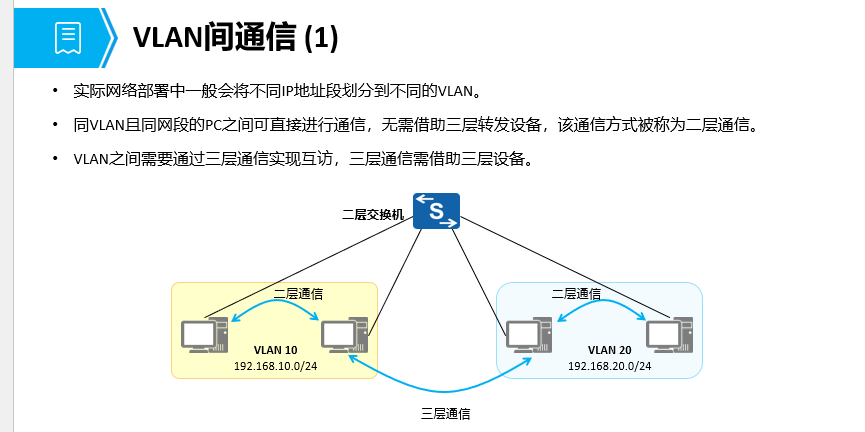 VLAN间通信 (1)
• 实际网络部署中一般会将不同IP地址段划分到不同的VLAN。
• 同VLAN且同网段的PC之间可直接进行通信，无需借助三层转发设备，该通信方式被称为二层通信。
• VLAN之间需要通过三层通信实现互访，三层通信需借助三层设备。
二层交换机
S
二层通信
二层通信
VLAN 10
192.168.10.0/24
VLAN 20
192.168.20.0/24
三层通信